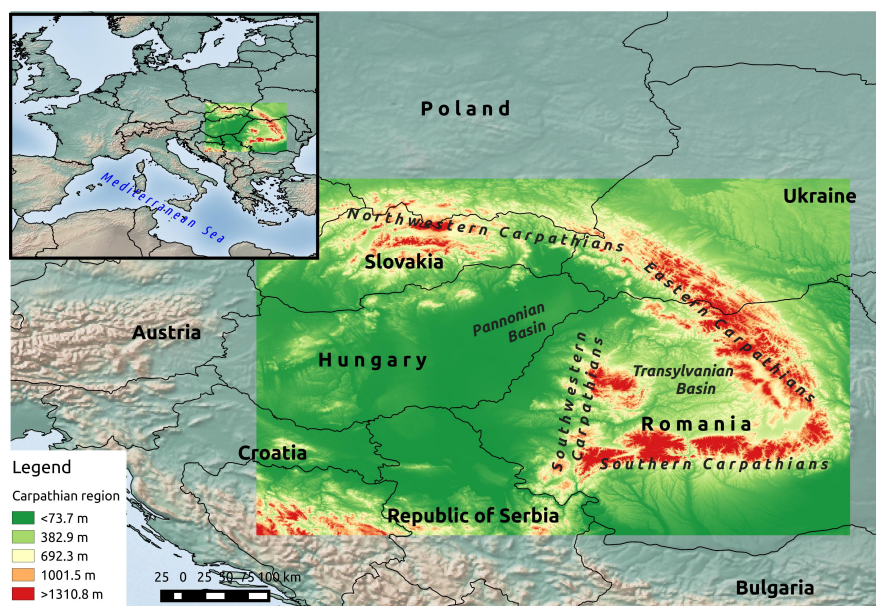 Mediterranean Sea
Poland
Ukraine
Northwestern Carpathians
Slovakia
Eastern Carpathians
Austria
Pannonian
Basin
Hungary
Southwestern
Carpathians
Transylvanian
Basin
Romania
Croatia
Southern Carpathians
Republic of Serbia
Bulgaria
Legend
Carpathian region
<73.7 m
382.9 m
692.3 m
1001.5 m
>1310.8 m
25 0 25 50 75 100 km